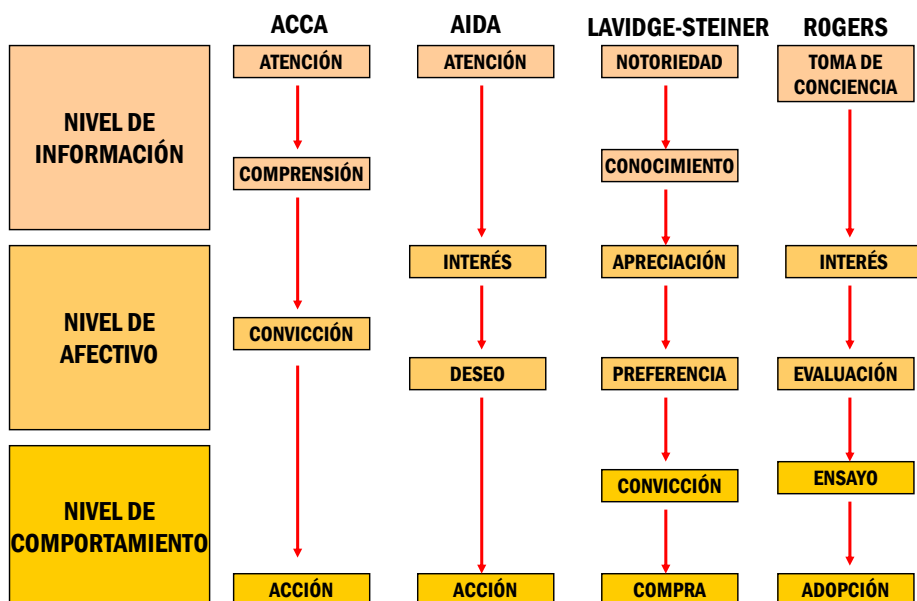 ACCA
AIDA
LAVIDGE-STEINER
ROGERS
ATENCIÓN
ATENCIÓN
NOTORIEDAD
TOMA DE
CONCIENCIA
NIVEL DE
INFORMACIÓN
COMPRENSIÓN
CONOCIMIENTO
INTERÉS
APRECIACIÓN
INTERÉS
NIVEL DE
AFECTIVO
CONVICCIÓN
DESEO
PREFERENCIA
EVALUACIÓN
CONVICCIÓN
ENSAYO
NIVEL DE
COMPORTAMIENTO
ACCIÓN
ACCIÓN
COMPRA
ADOPCIÓN